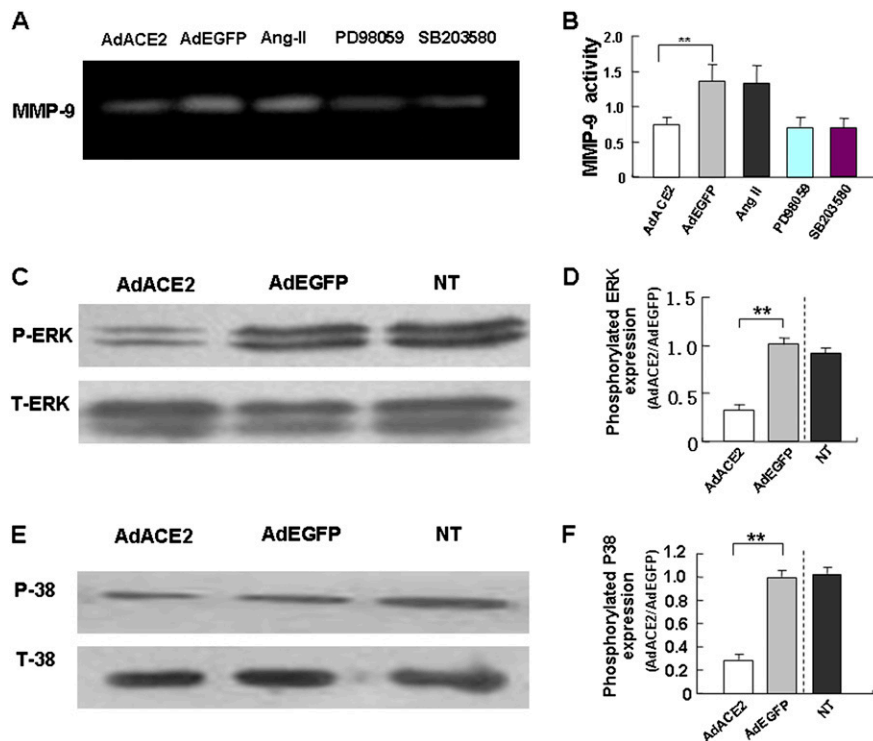 A
AdACE2 AdEGFP Ang-II PD98059 SB203580
MMP-9
B
MMP-9 activity
2.0
1.5
1.0
0.5
0
**
AdACE2 AdEGFP Ang II PD98059 SB203580
C
AdACE2 AdEGFP NT
P-ERK
T-ERK
D
Phosphorylated ERK
expression
(AdACE2/AdEGFP)
1.5
1.0
0.5
0
**
AdACE2 AdEGFP NT
E
AdACE2 AdEGFP NT
P-38
T-38
F
Phosphorylated P38
expression
(AdACE2/AdEGFP)
1.2
1.0
0.8
0.6
0.4
0.2
0
**
AdACE2 AdEGFP NT